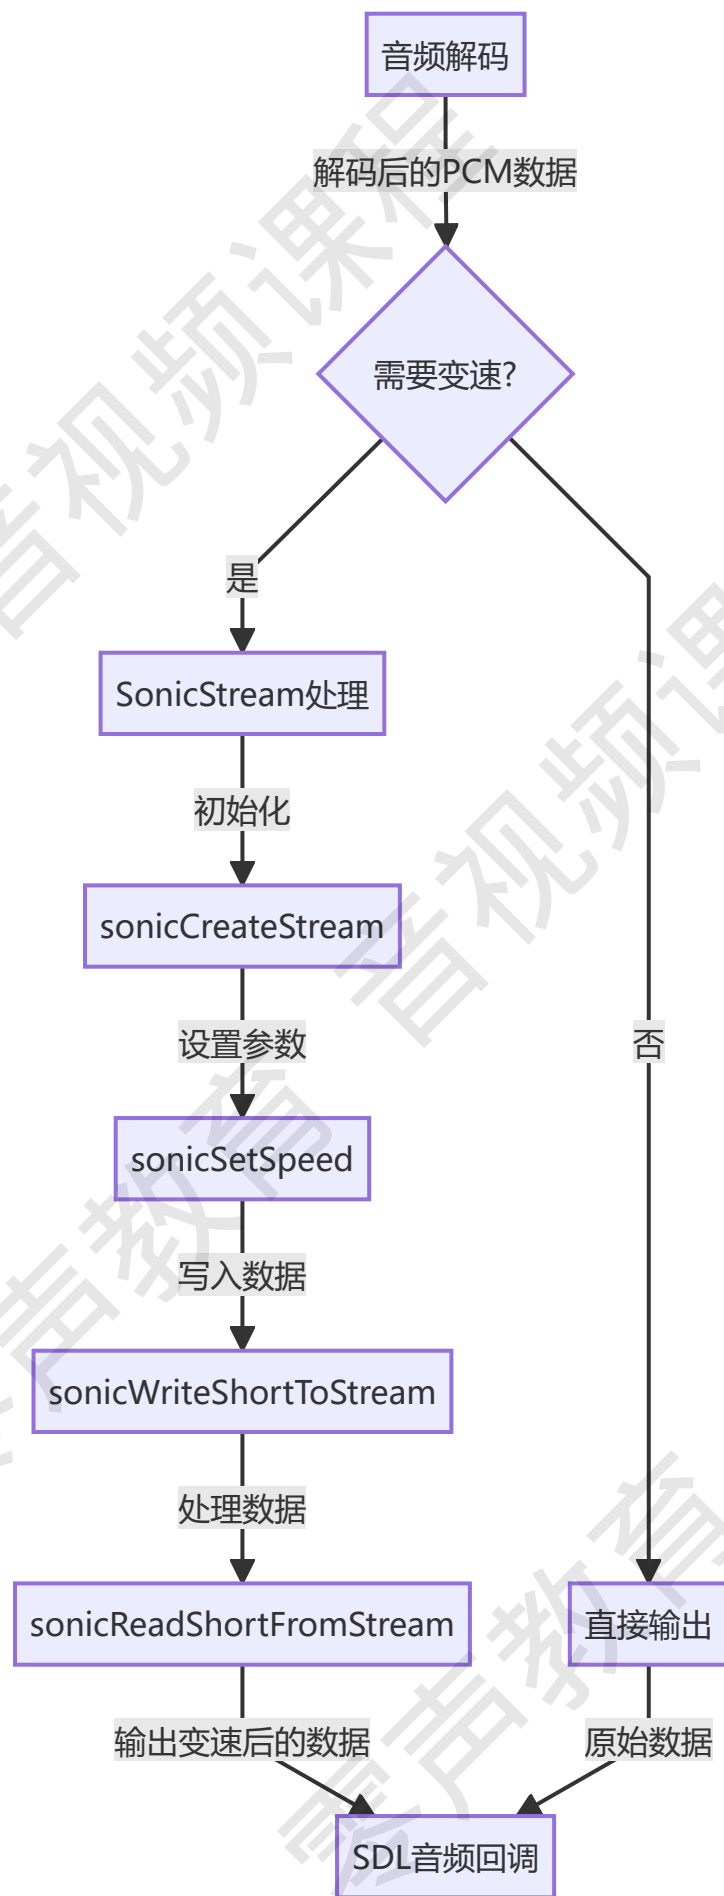 音频解码
解码后的PCM数据
需要变速?
是
SonicStream处理
初始化
sonicCreateStream
设置参数
否
sonicSetSpeed
写入数据
sonicWriteShortToStream
处理数据
sonicReadShortFromStream
直接输出
输出变速后的数据
原始数据
SDL音频回调
音视频课程
音视频课
零声教育
零声教育